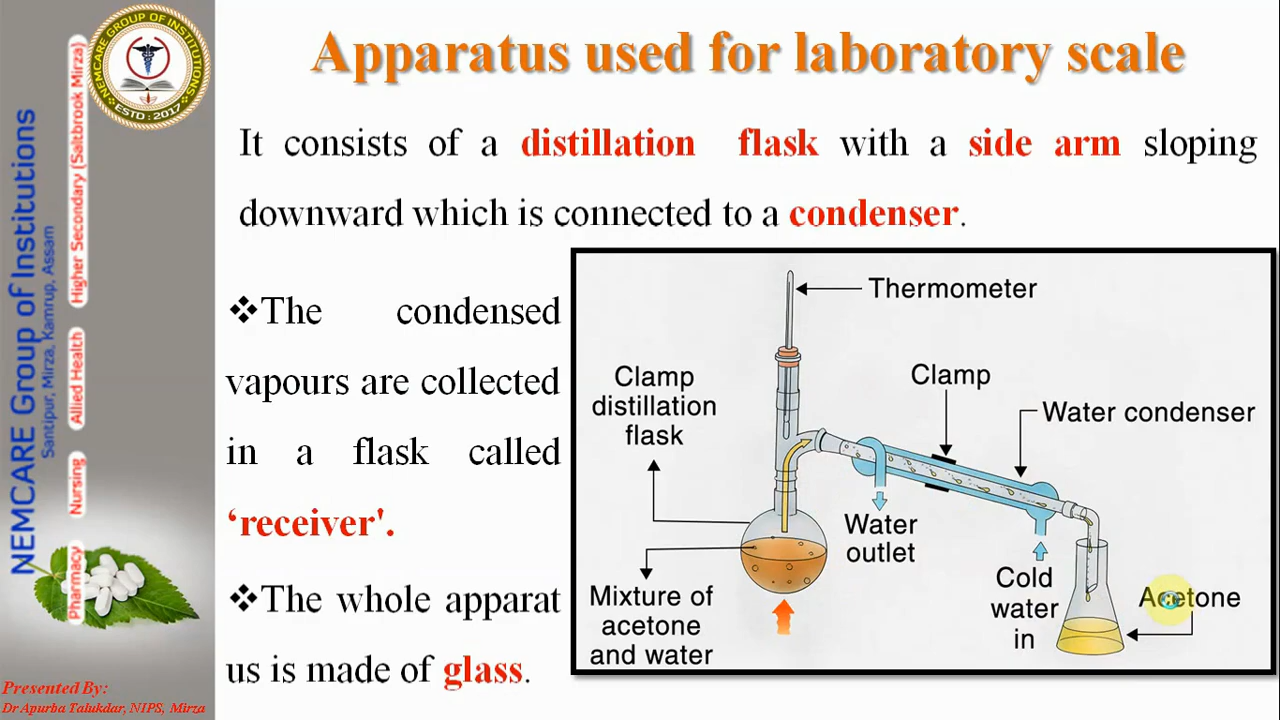 NEMCARE GROUP OF INSTITUTIONS
ESTD : 2017
NEMCARE Group of Institutions
Santipur, Mirza, Kamrup, Assam
Pharmacy Nursing Allied Health Higher Secondary (Saltbrook Mirza)
Presented By:
Dr Apurba Talukdar, NIPS, Mirza
Apparatus used for laboratory scale
It consists of a distillation flask with a side arm sloping
downward which is connected to a condenser.
❖The condensed
vapours are collected
in a flask called
‘receiver'.
❖The whole apparat
us is made of glass.
Thermometer
Clamp
distillation
flask
Clamp
Water condenser
Water
outlet
Cold
water
in
Mixture of
acetone
and water
Acetone